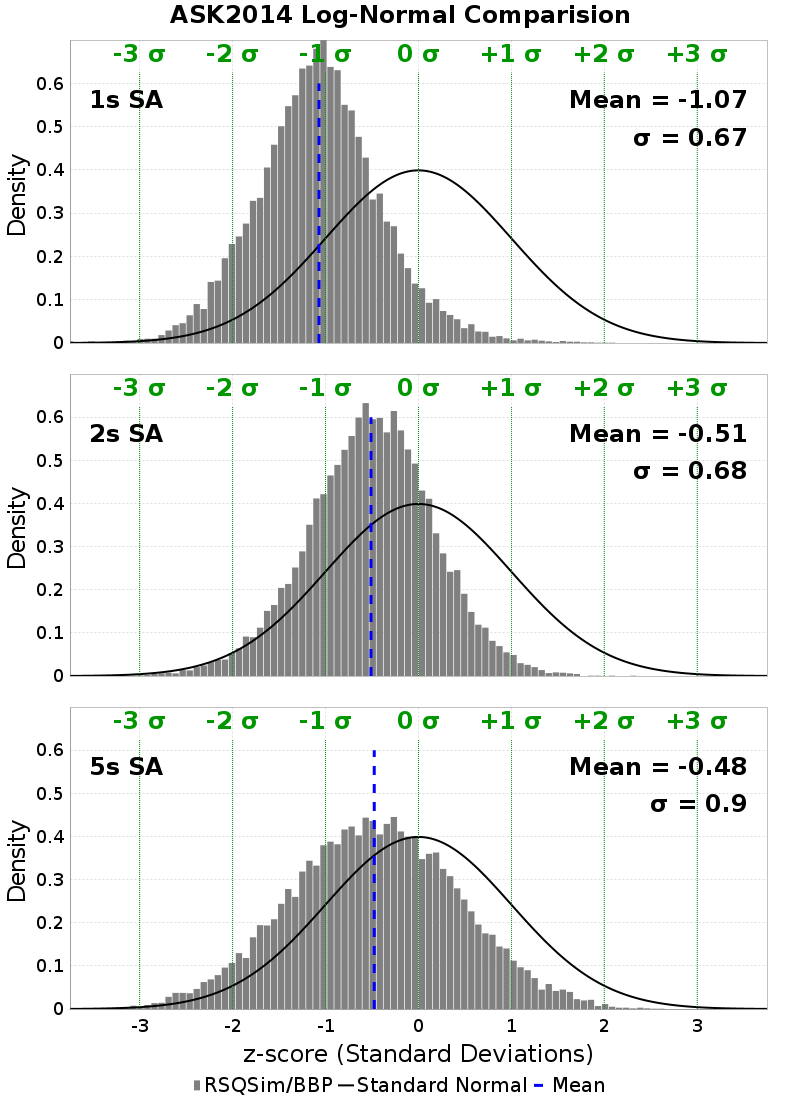 ASK2014 Log-Normal Comparision
-3 σ -2 σ -1 σ 0 σ +1 σ +2 σ +3 σ
1s SA
Mean = -1.07
σ = 0.67
Density
0.6
0.5
0.4
0.3
0.2
0.1
0
-3 σ -2 σ -1 σ 0 σ +1 σ +2 σ +3 σ
2s SA
Mean = -0.51
σ = 0.68
Density
0.6
0.5
0.4
0.3
0.2
0.1
0
-3 σ -2 σ -1 σ 0 σ +1 σ +2 σ +3 σ
5s SA
Mean = -0.48
σ = 0.9
Density
0.6
0.5
0.4
0.3
0.2
0.1
0
-3 -2 -1 0 1 2 3
z-score (Standard Deviations)
RSQSim/BBP Standard Normal Mean